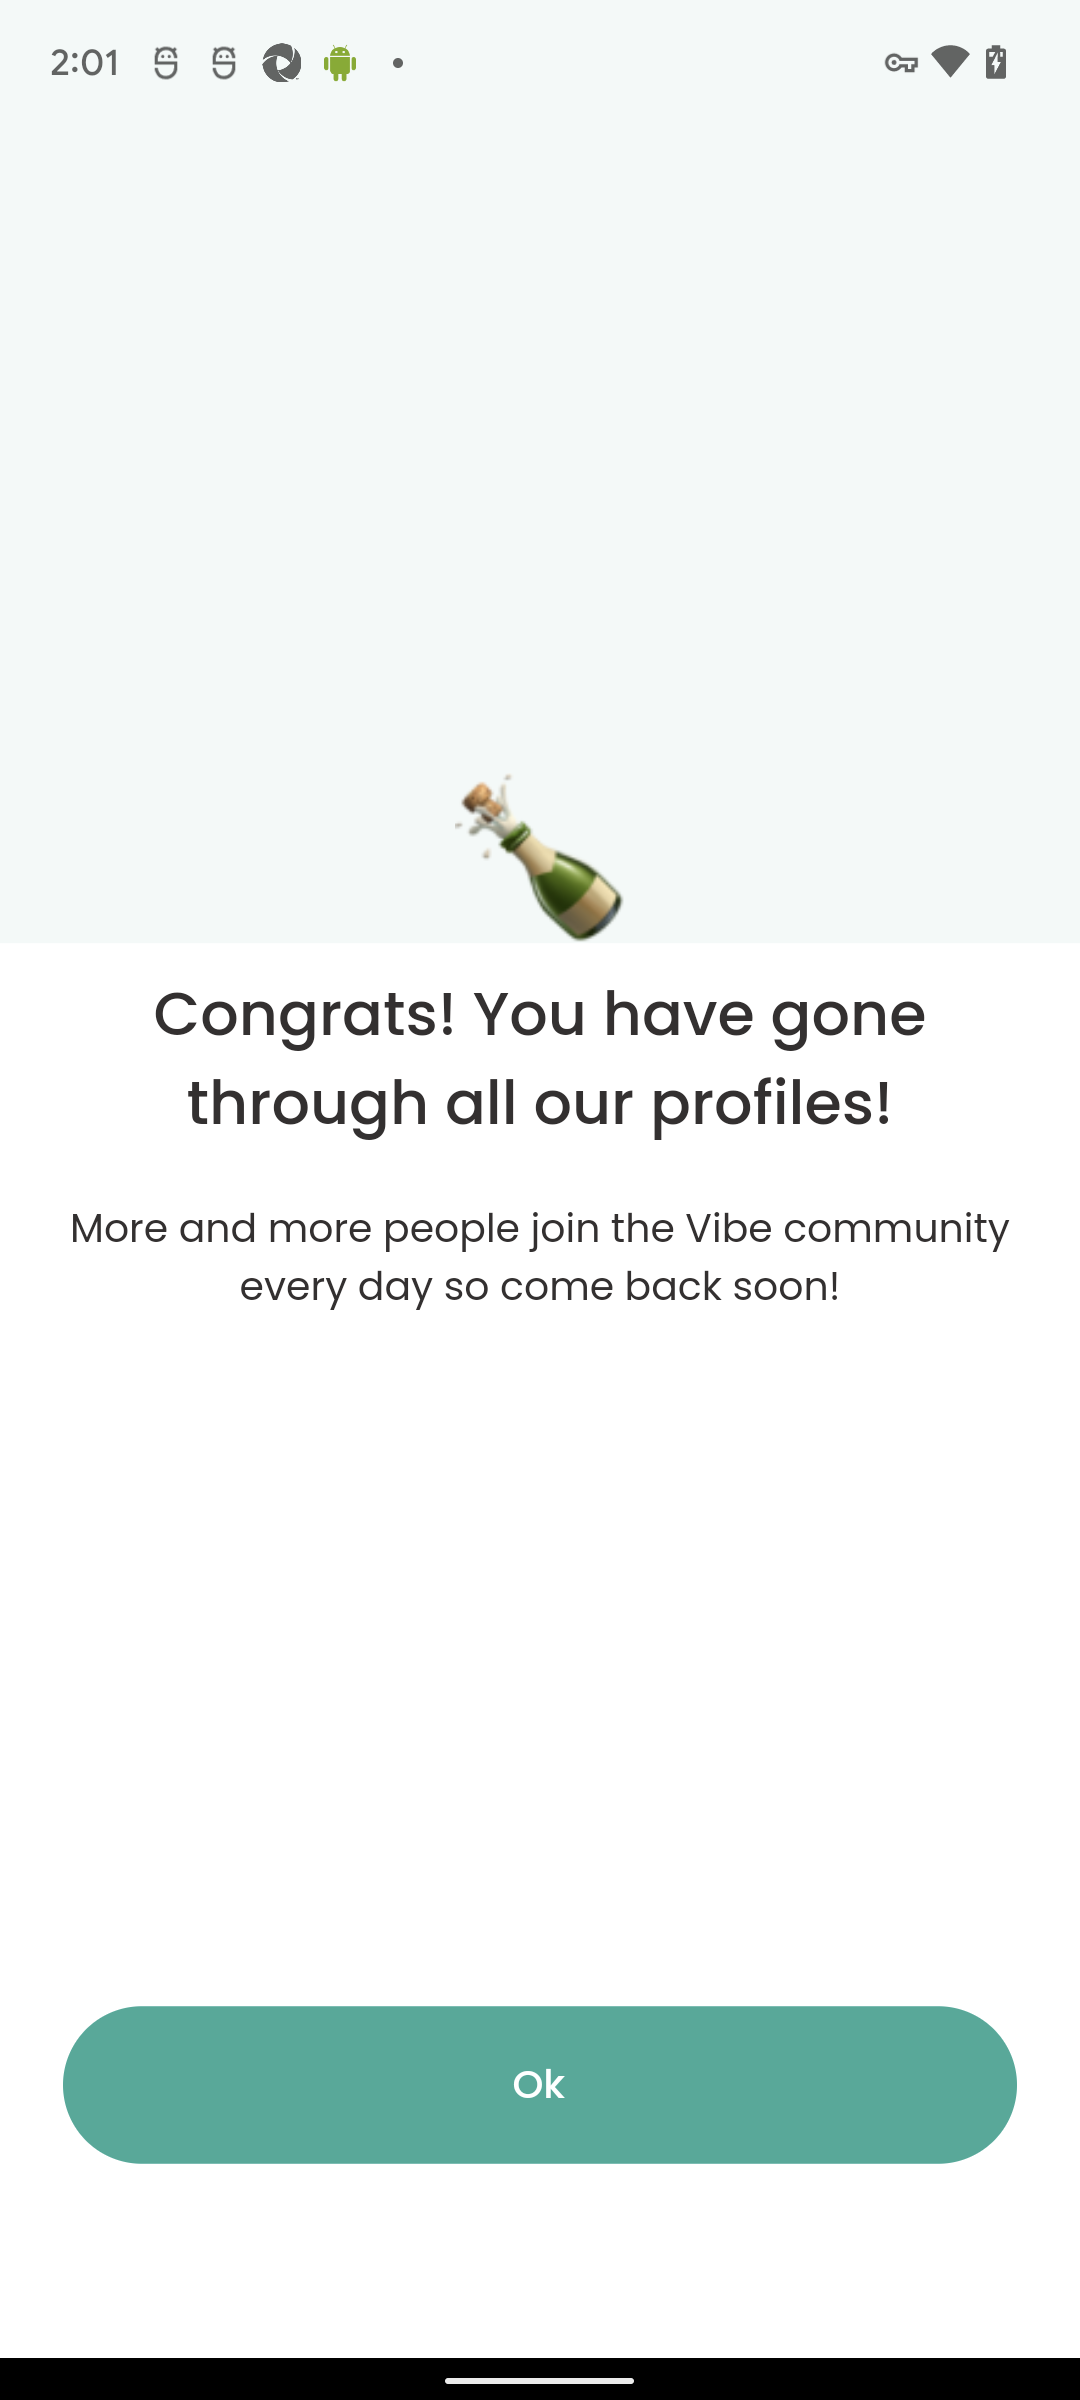 2:01
Congrats! You have gone
through all our profiles!
More and more people join the Vibe community
every day so come back soon!
Ok